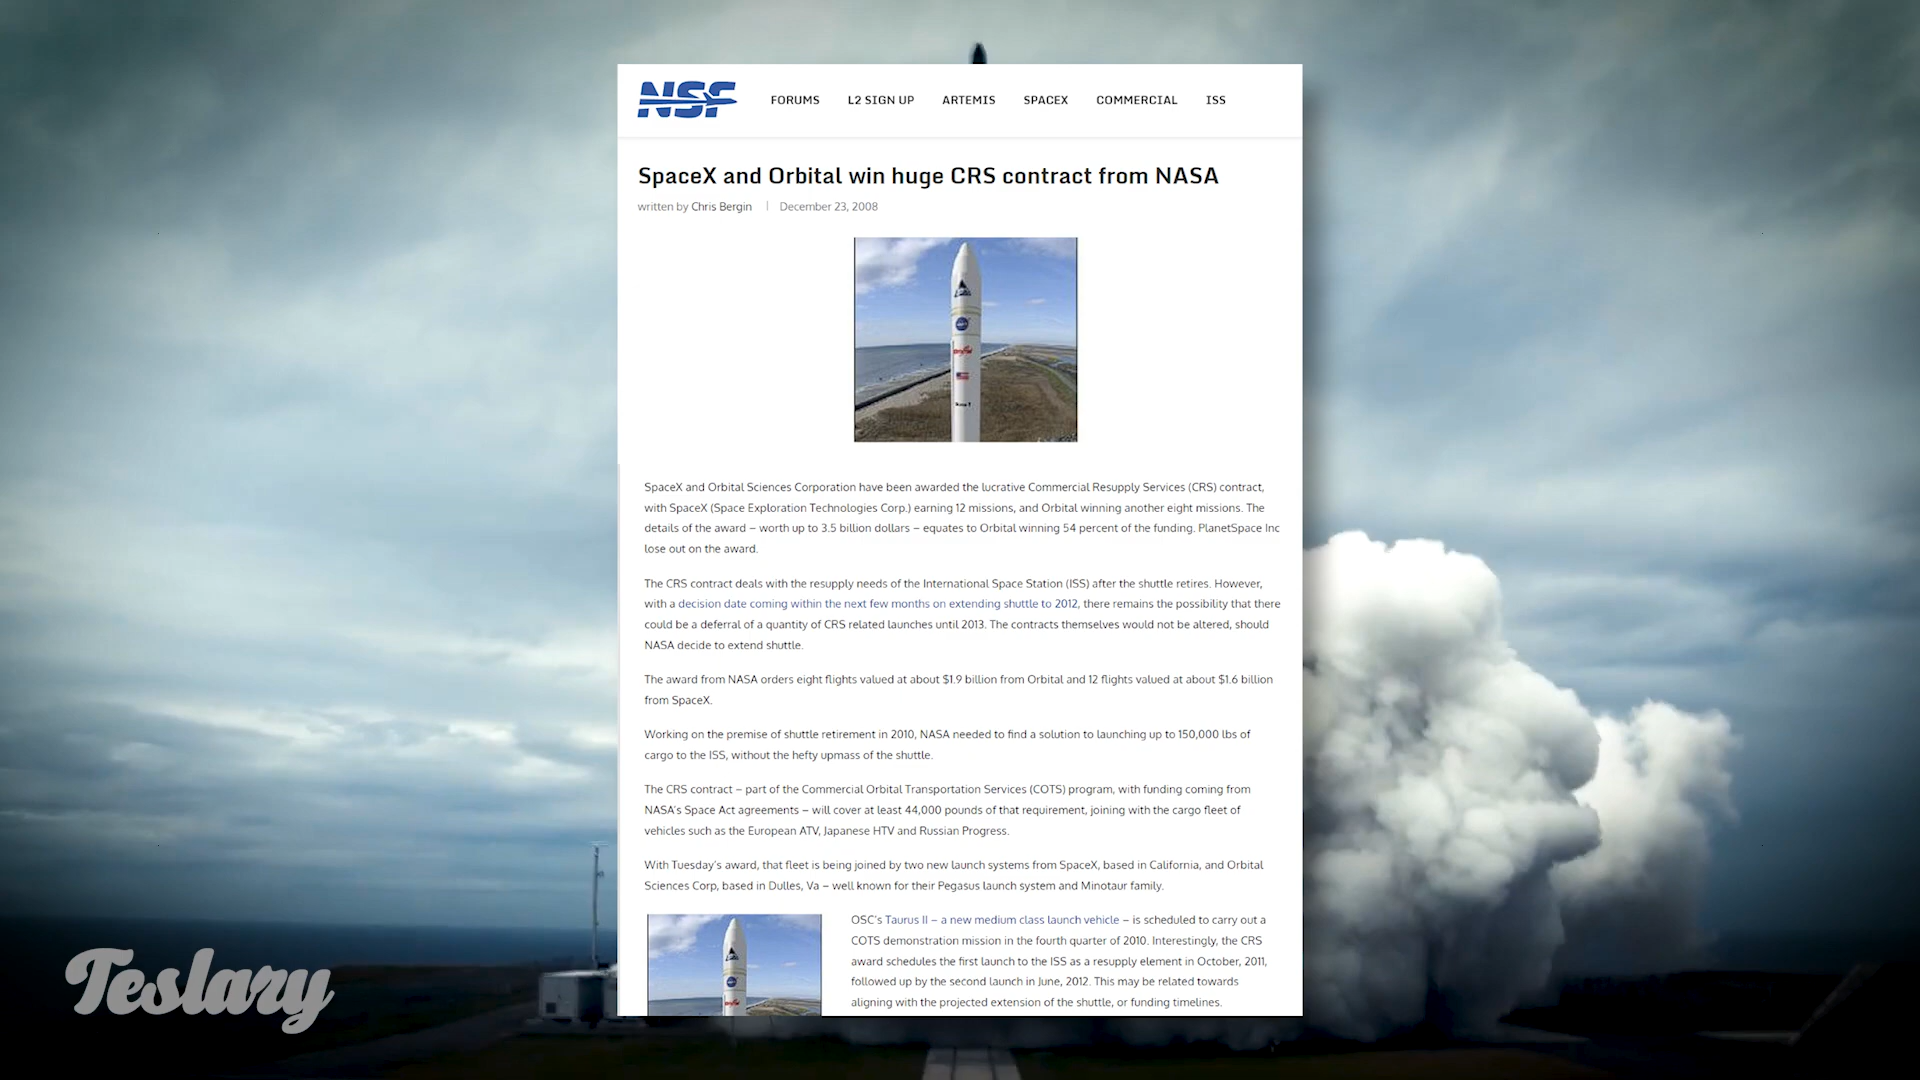 NSF
FORUMS L2 SIGN UP ARTEMIS SPACEX COMMERCIAL ISS
SpaceX and Orbital win huge CRS contract from NASA
written by Chris Bergin | December 23, 2008
SpaceX and Orbital Sciences Corporation have been awarded the lucrative Commercial Resupply Services (CRS) contract,
with SpaceX (Space Exploration Technologies Corp.) earning 12 missions, and Orbital winning another eight missions. The
details of the award – worth up to 3.5 billion dollars – equates to Orbital winning 54 percent of the funding. PlanetSpace Inc
lose out on the award.
The CRS contract deals with the resupply needs of the International Space Station (ISS) after the shuttle retires. However,
with a decision date coming within the next few months on extending shuttle to 2012, there remains the possibility that there
could be a deferral of a quantity of CRS related launches until 2013. The contracts themselves would not be altered, should
NASA decide to extend shuttle.
The award from NASA orders eight flights valued at about $1.9 billion from Orbital and 12 flights valued at about $1.6 billion
from SpaceX.
Working on the premise of shuttle retirement in 2010, NASA needed to find a solution to launching up to 150,000 lbs of
cargo to the ISS, without the hefty upmass of the shuttle.
The CRS contract – part of the Commercial Orbital Transportation Services (COTS) program, with funding coming from
NASA's Space Act agreements – will cover at least 44,000 pounds of that requirement, joining with the cargo fleet of
vehicles such as the European ATV, Japanese HTV and Russian Progress.
With Tuesday's award, that fleet is being joined by two new launch systems from SpaceX, based in California, and Orbital
Sciences Corp, based in Dulles, Va – well known for their Pegasus launch system and Minotaur family.
OSC's Taurus II – a new medium class launch vehicle – is scheduled to carry out a
COTS demonstration mission in the fourth quarter of 2010. Interestingly, the CRS
award schedules the first launch to the ISS as a resupply element in October, 2011,
followed up by the second launch in June, 2012. This may be related towards
aligning with the projected extension of the shuttle, or funding timelines.
Teslary